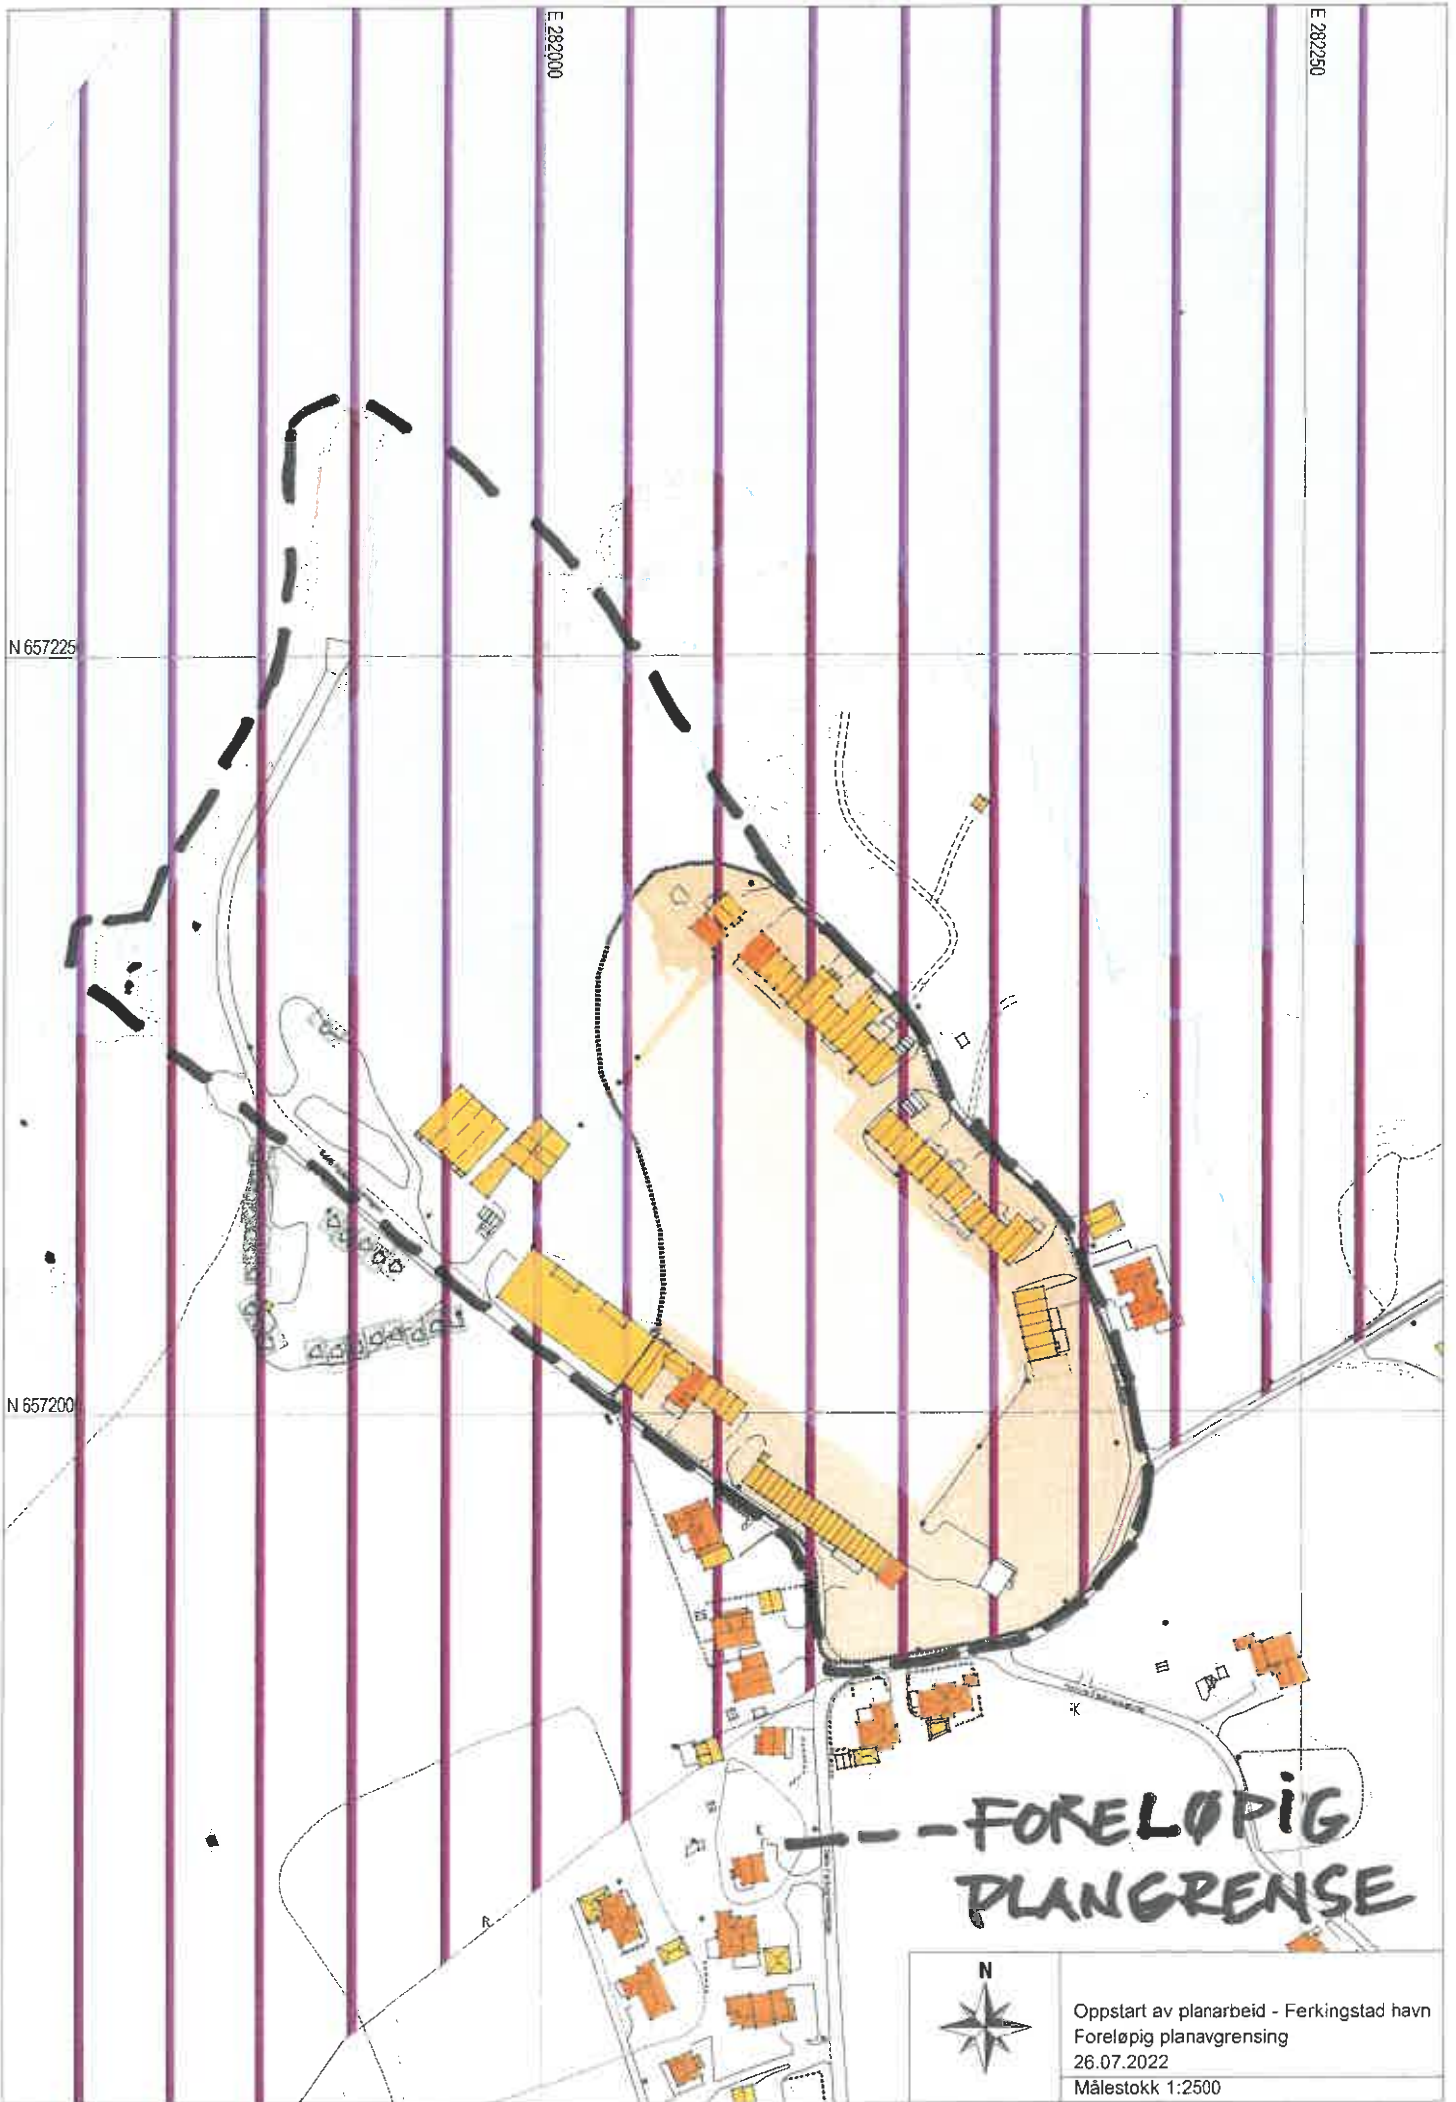 E 282000
E 282250
N 657225
N 657200
R
K
FORELØPiG
PLANGRENSE
N
Oppstart av planarbeid - Ferkingstad havn
Foreløpig planavgrensing
26.07.2022
Målestokk 1:2500